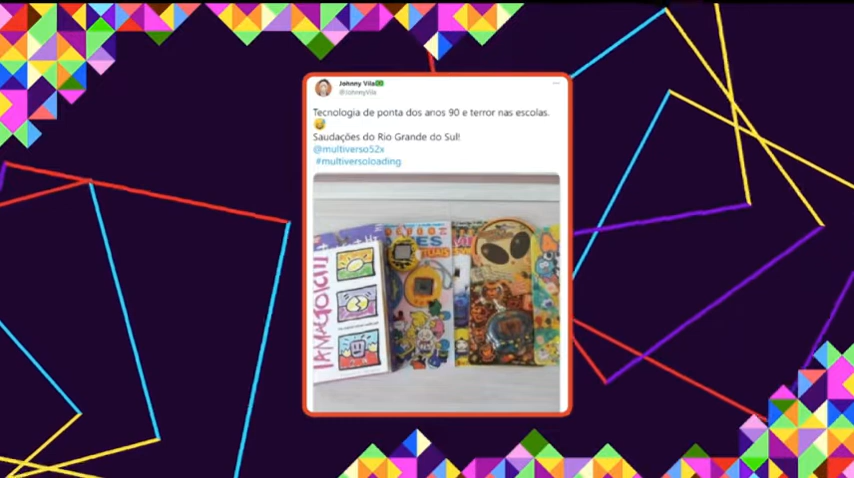 Johnny Vila
@JohnnyVila
Tecnologia de ponta dos anos 90 e terror nas escolas.
Saudações do Rio Grande do Sul!
@multiverso52x
#multiversoloading
TAMAGOTCHI